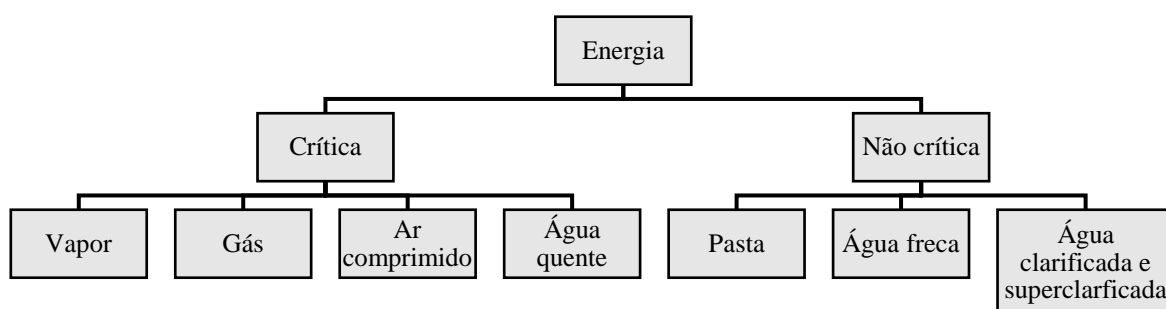 Energia
Crítica
Não crítica
Vapor
Gás
Ar
comprimido
Água
quente
Pasta
Água freca
Água
clarificada e
superclarficada